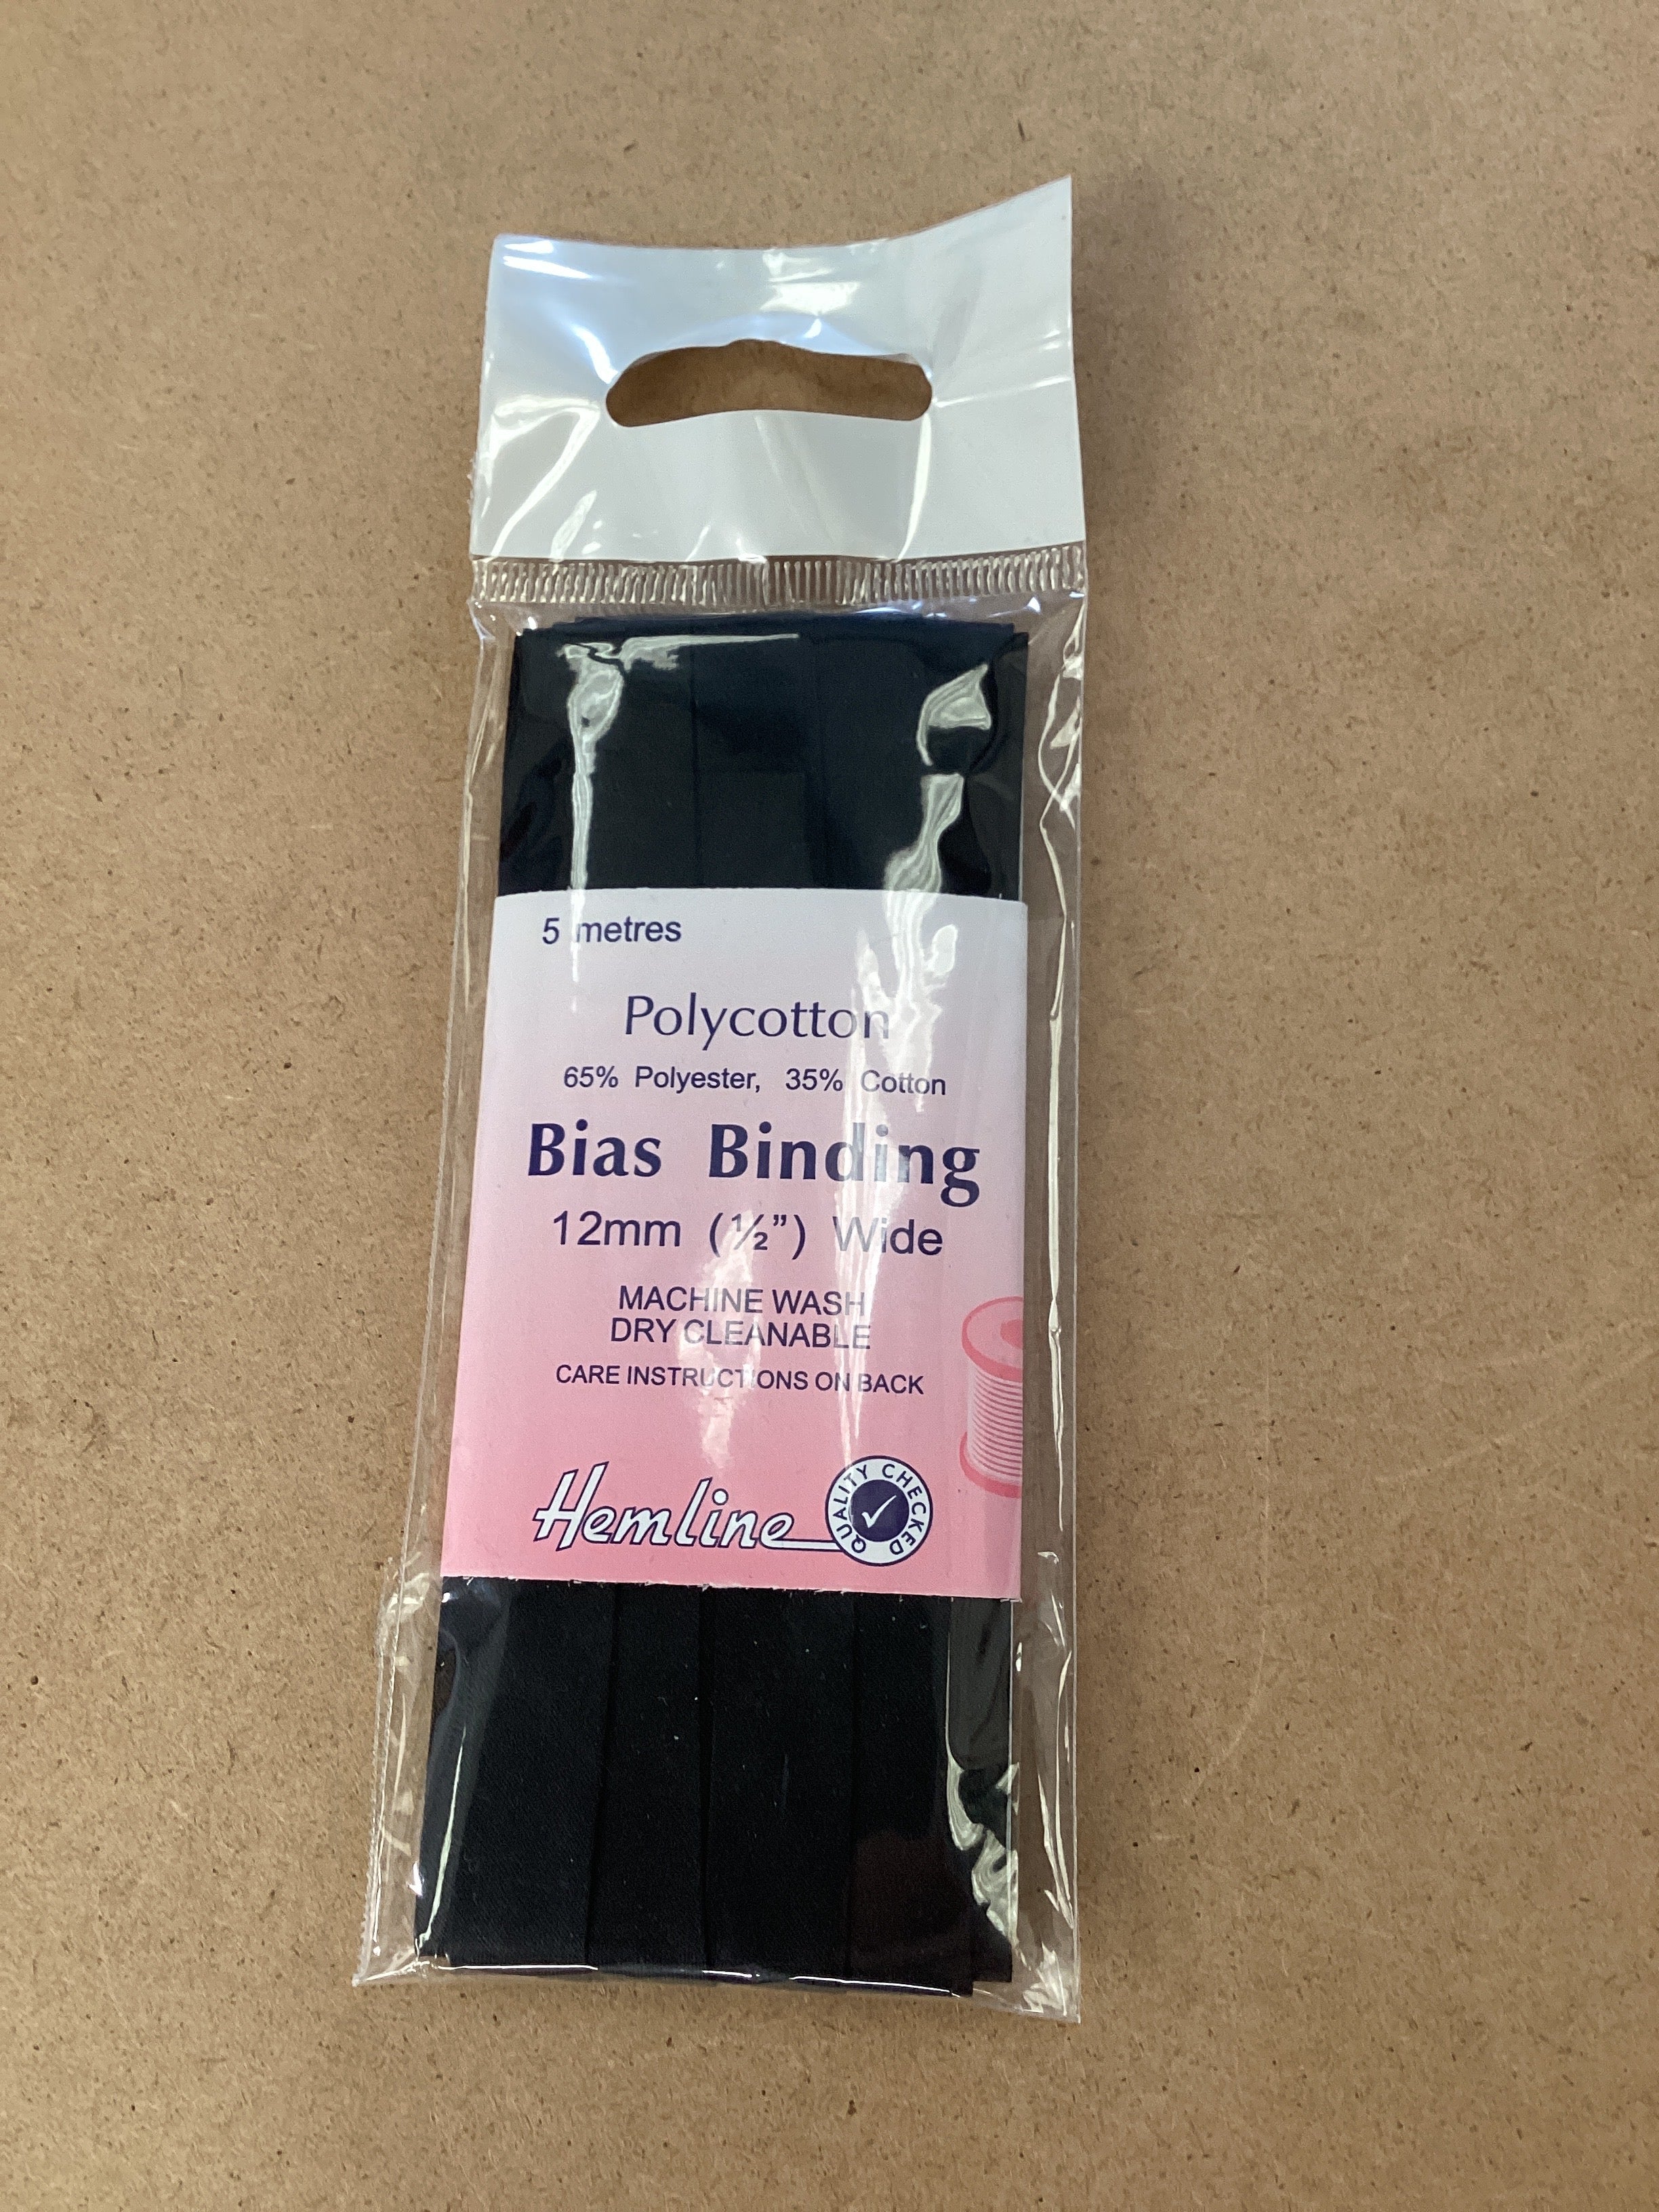 5 metres
Polycotton
65% Polyester, 35% Cotton
Bias Binding
12mm (½”) Wide
MACHINE WASH
DRY CLEANABLE
CARE INSTRUCTIONS ON BACK
Hemline
QUALITY CHECKED